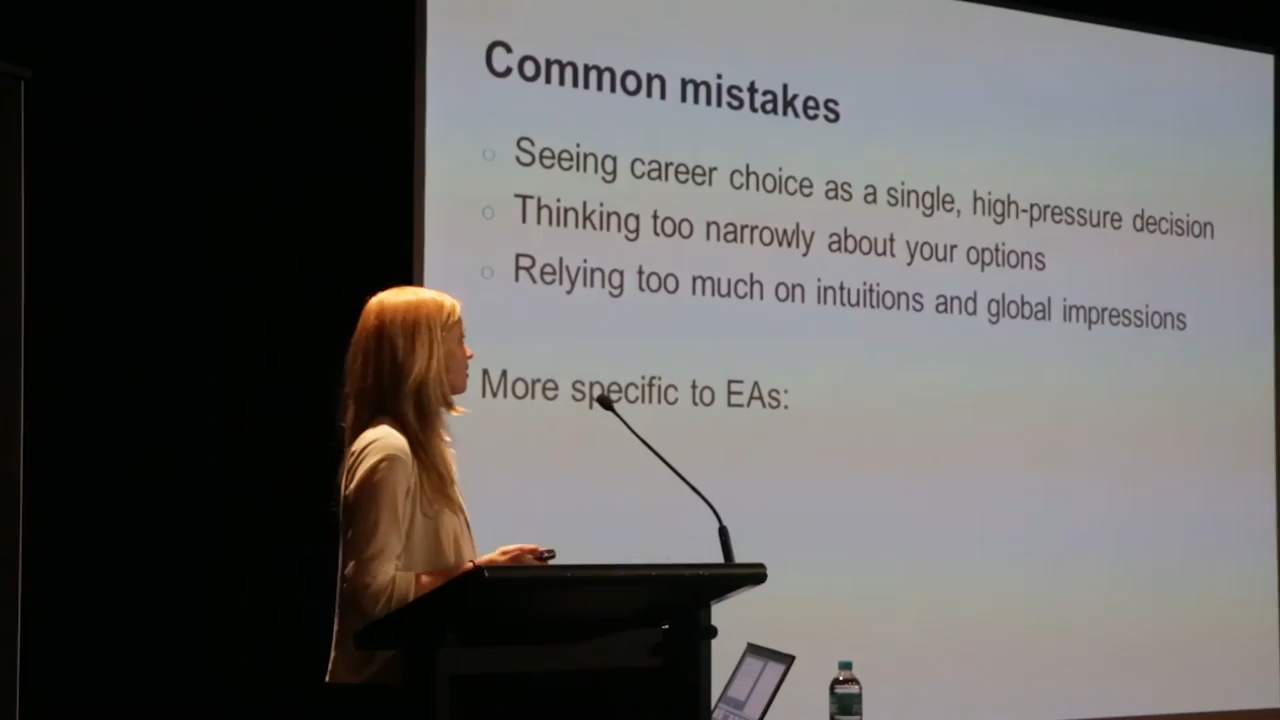 Common mistakes
Seeing career choice as a single, high-pressure decision
Thinking too narrowly about your options
Relying too much on intuitions and global impressions
More specific to EAs: